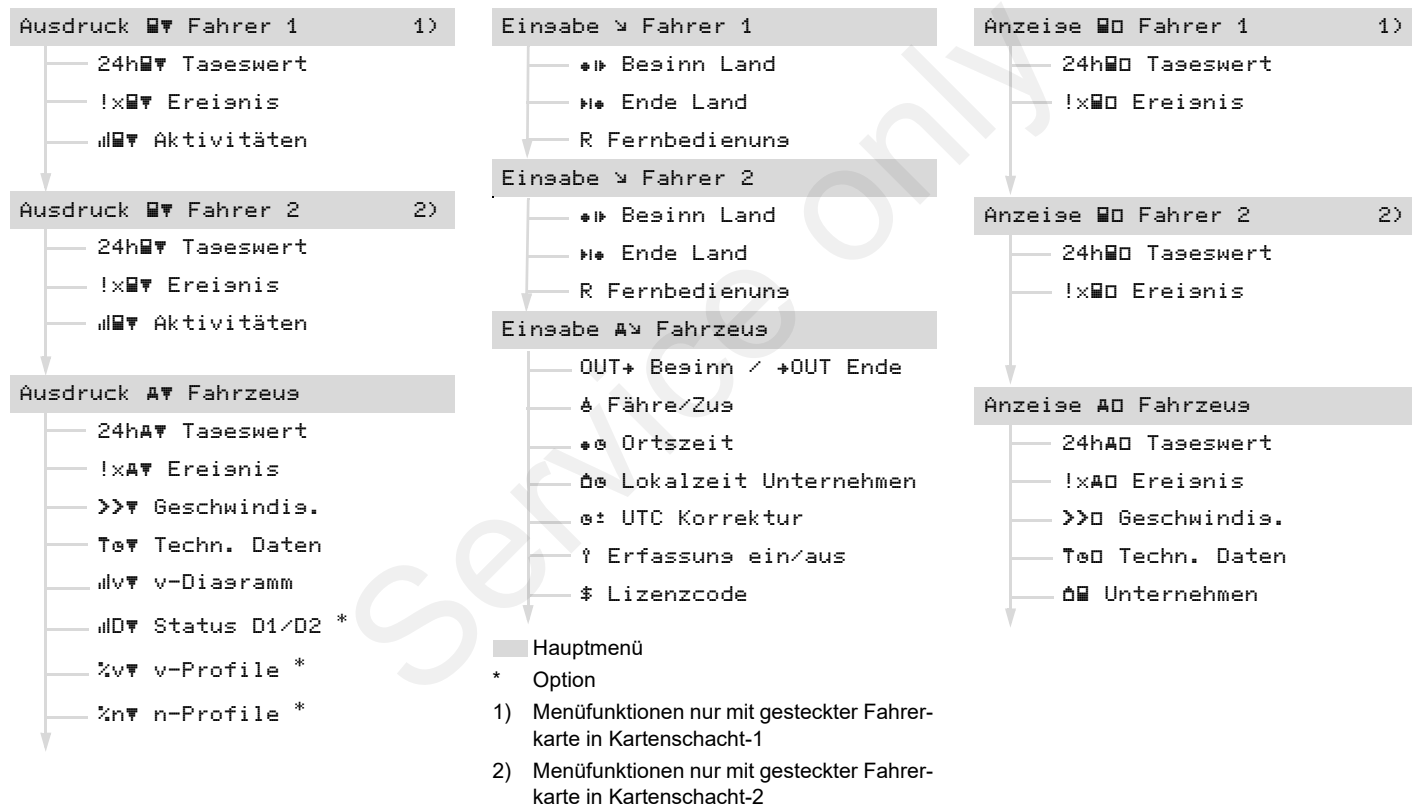 Ausdruck Fahrer 1 1)
24h Tageswert
!x Ereignis
Aktivitäten
Ausdruck Fahrer 2 2)
24h Tageswert
!x Ereignis
Aktivitäten
Ausdruck Fahrzeug
24h Tageswert
!x Ereignis
>> Geschwindig.
Techn. Daten
v v-Diagramm
D Status D1/D2 *
%v v-Profile *
%n n-Profile *
Eingabe Fahrer 1
Beginn Land
Ende Land
R Fernbedienung
Eingabe Fahrer 2
Beginn Land
Ende Land
R Fernbedienung
Eingabe Fahrzeug
OUT→ Beginn / →OUT Ende
Fähre/Zug
Ortszeit
Lokalzeit Unternehmen
UTC Korrektur
Erfassung ein/aus
Lizenzcode
Hauptmenü
* Option
1) Menüfunktionen nur mit gesteckter Fahrer-
karte in Kartenschacht-1
2) Menüfunktionen nur mit gesteckter Fahrer-
karte in Kartenschacht-2
Anzeige Fahrer 1 1)
24h Tageswert
!x Ereignis
Anzeige Fahrer 2 2)
24h Tageswert
!x Ereignis
Anzeige Fahrzeug
24h Tageswert
!x Ereignis
>> Geschwindig.
Techn. Daten
Unternehmen
Service only